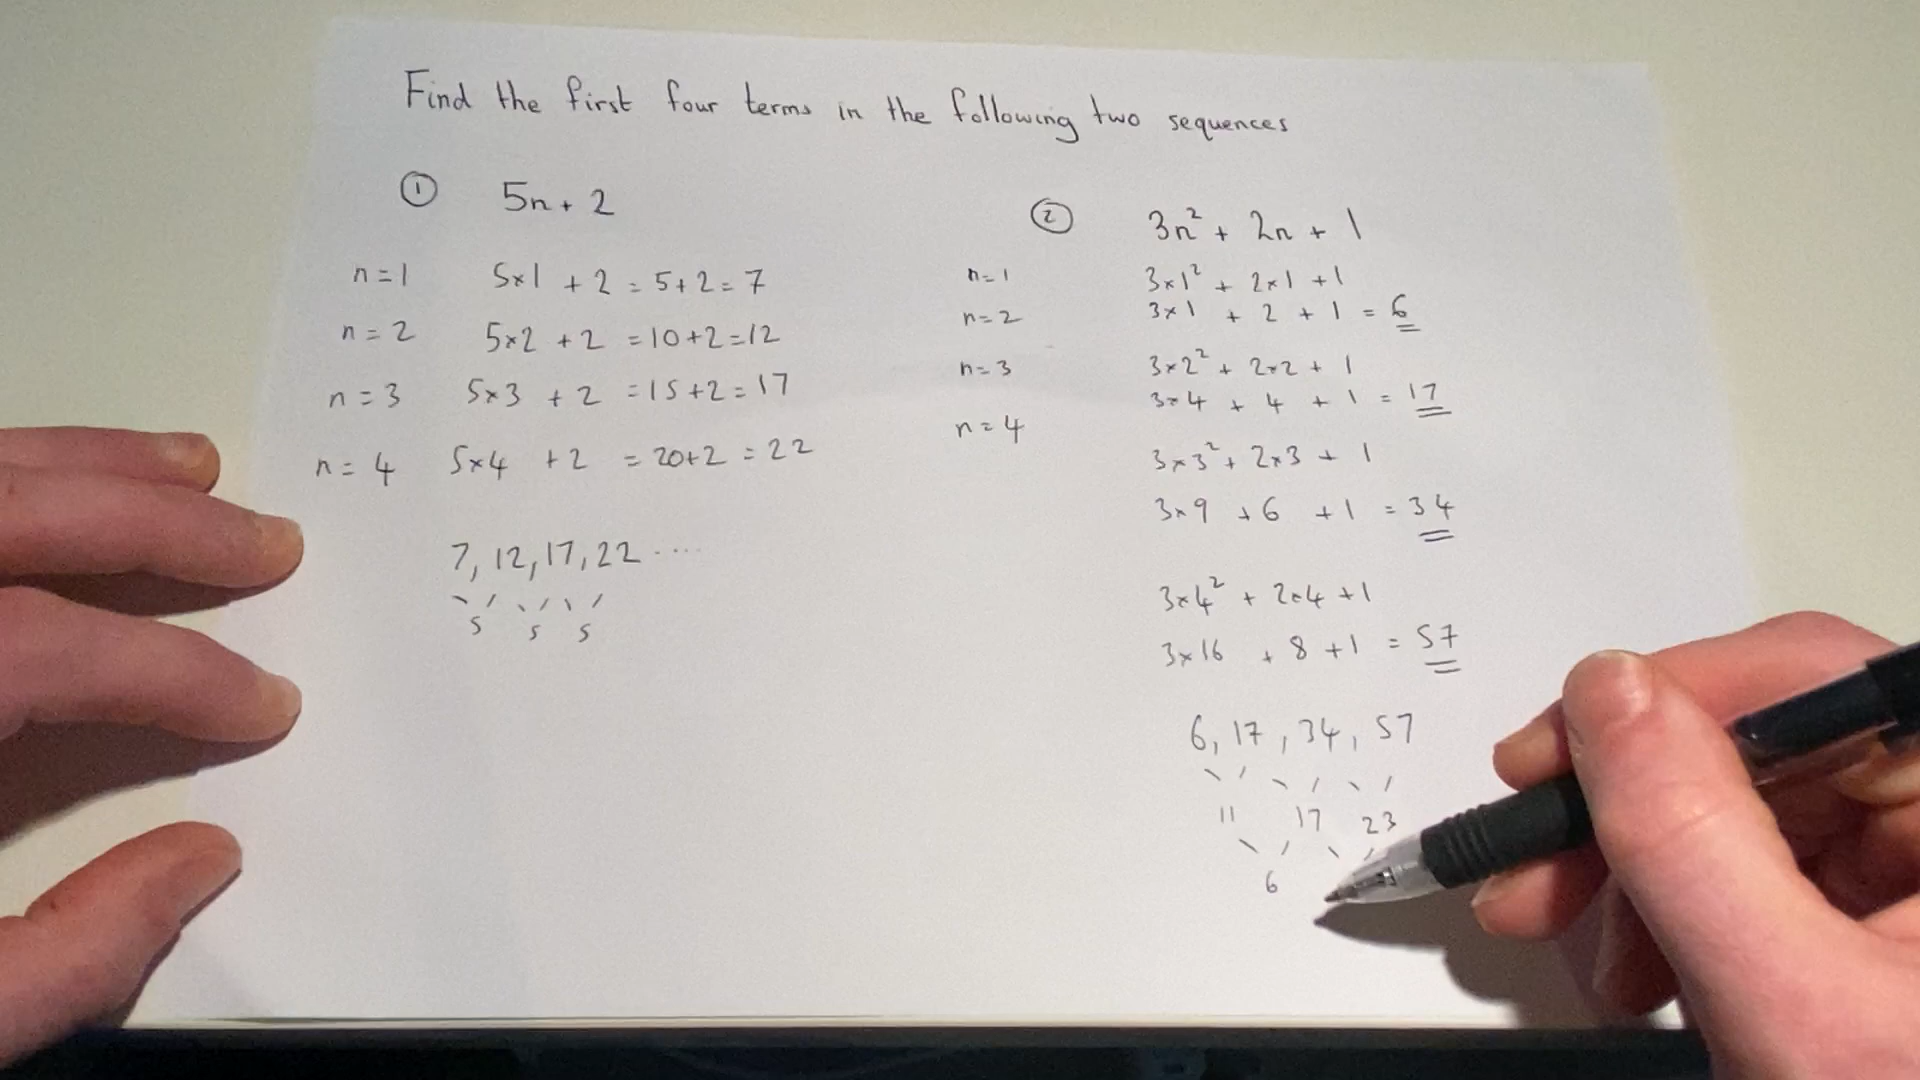 Find the first four terms in the following two sequences
① 5n + 2
n = 1 5×1 + 2 = 5+2 = 7
n = 2 5×2 + 2 = 10+2 = 12
n = 3 5×3 + 2 = 15+2 = 17
n = 4 5×4 + 2 = 20+2 = 22
7, 12, 17, 22 ....
5 5 5
② 3n² + 2n + 1
n = 1 3×1² + 2×1 + 1
n = 2 3×1 + 2 + 1 = 6
n = 3 3×2² + 2×2 + 1
3×4 + 4 + 1 = 17
n = 4
3×3² + 2×3 + 1
3×9 + 6 + 1 = 34
3×4² + 2×4 + 1
3×16 + 8 + 1 = 57
6, 17, 34, 57
11 17 23
6